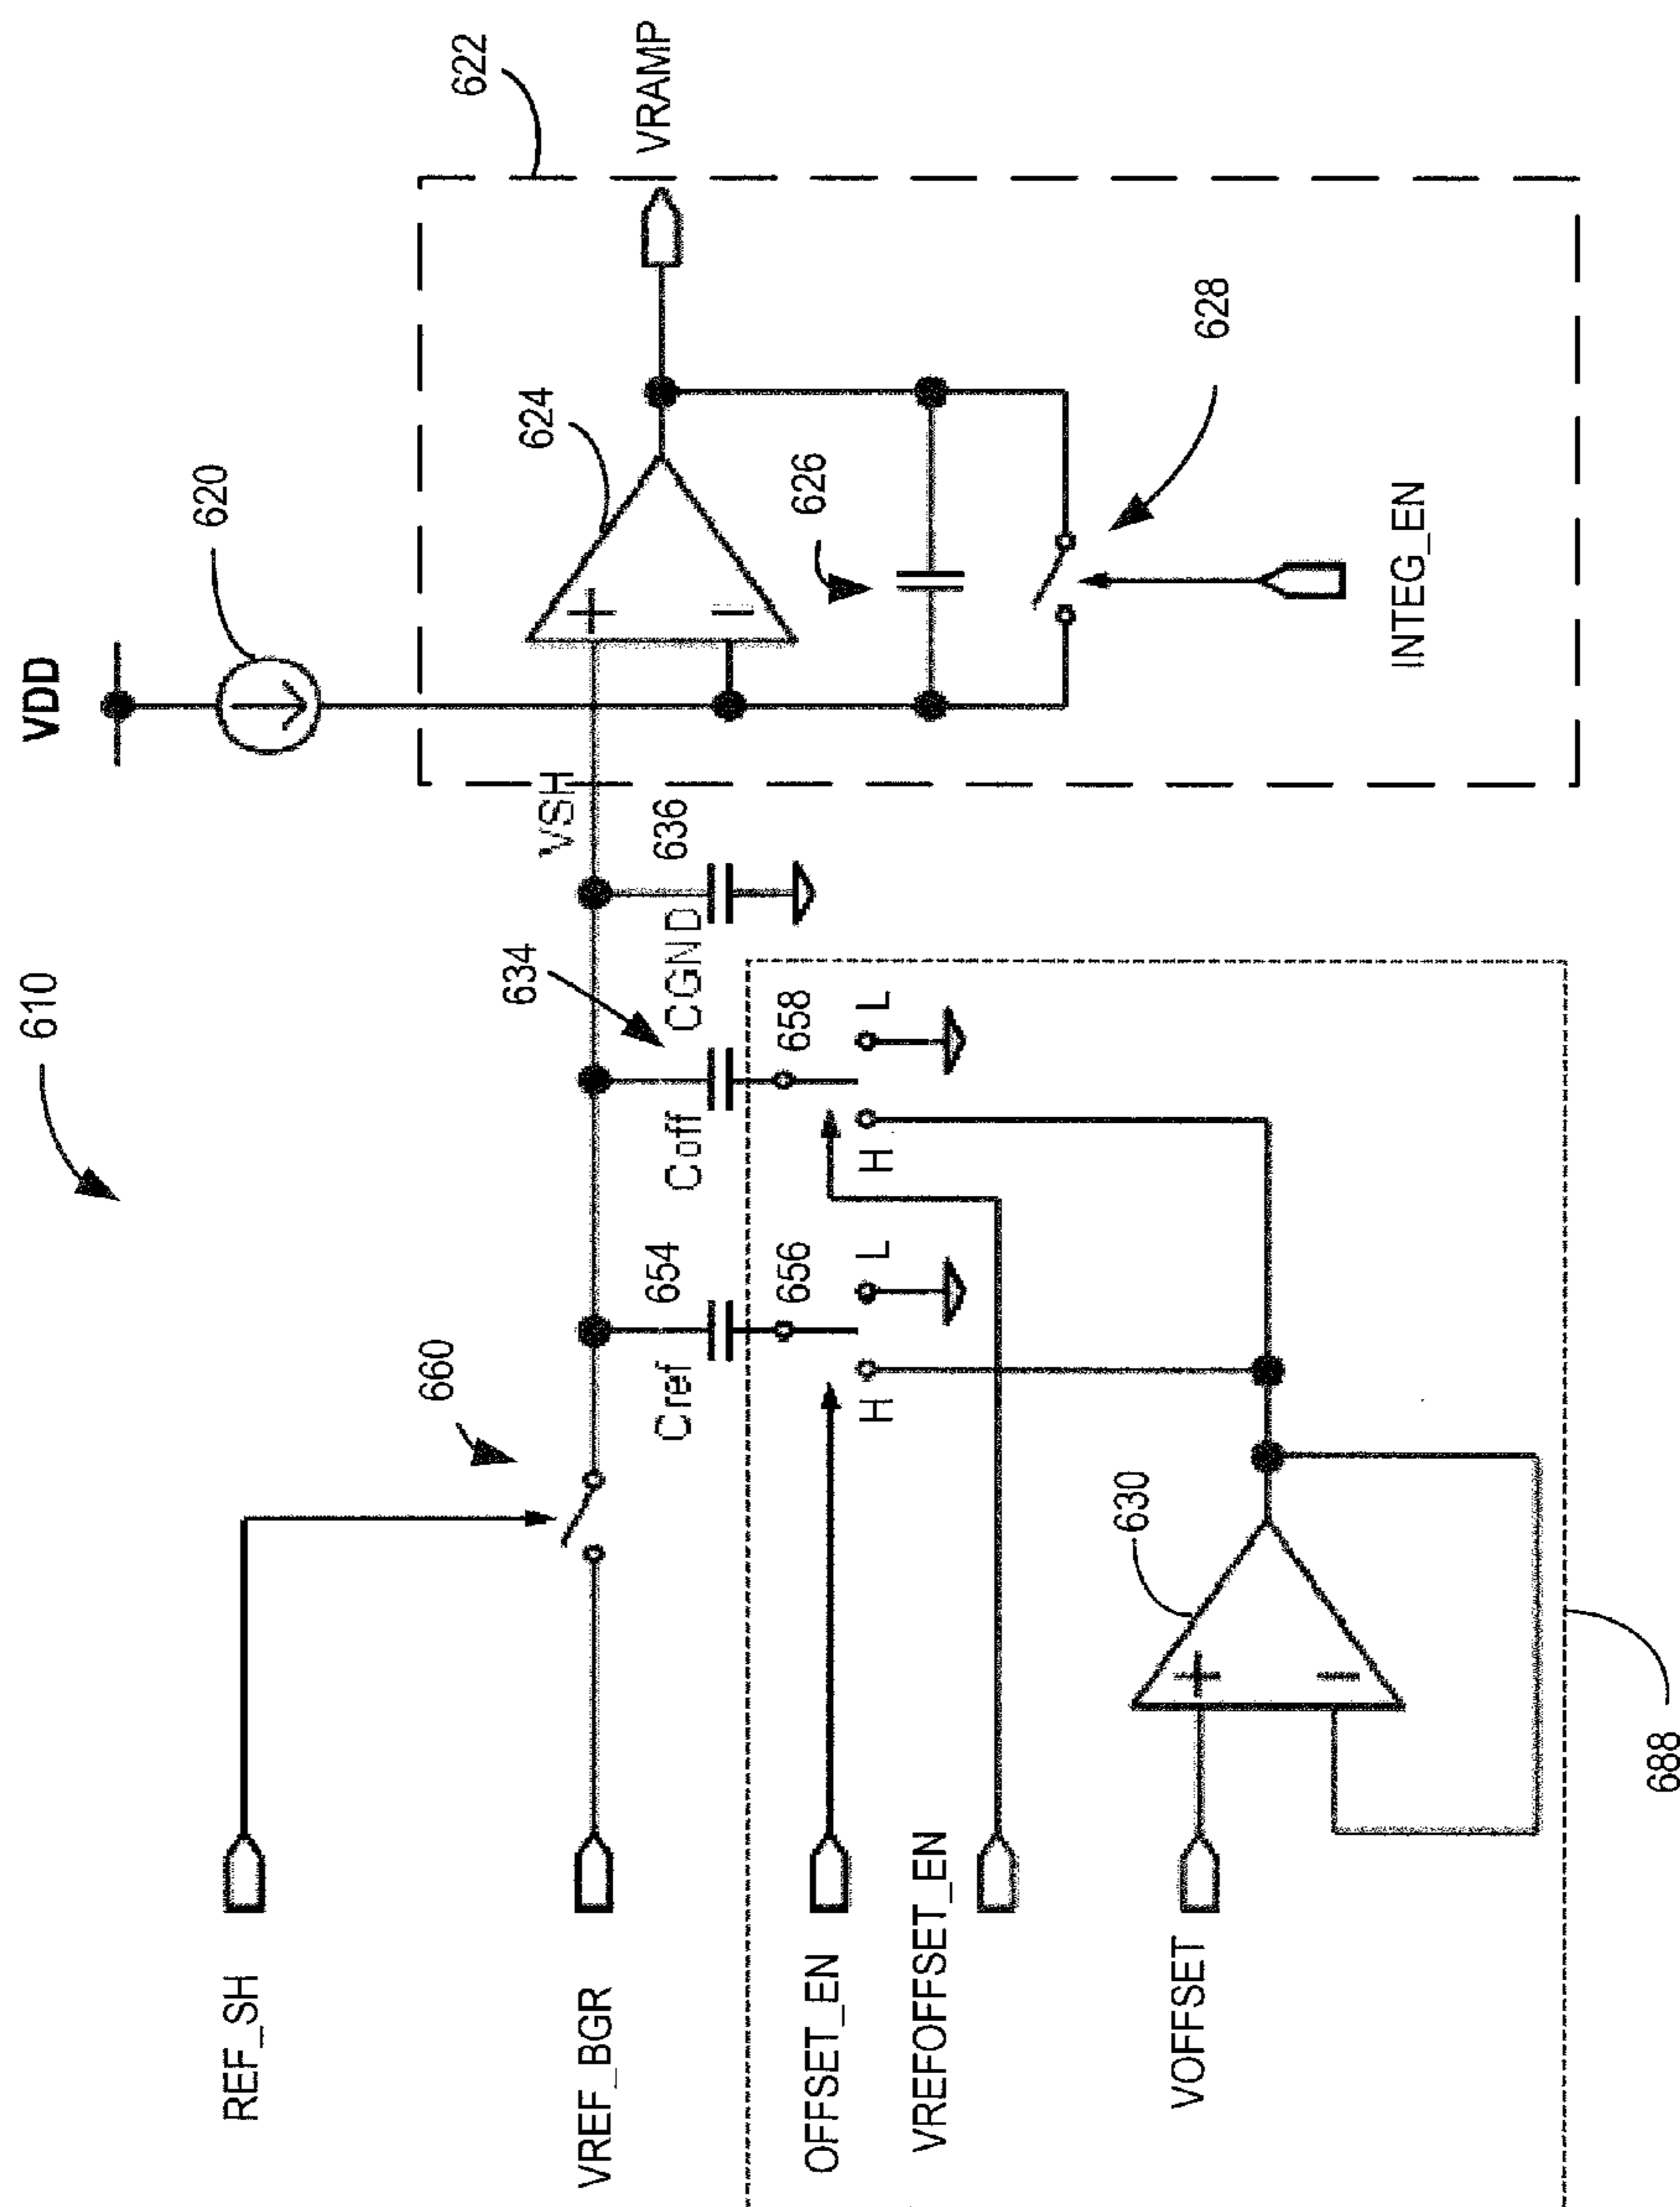 610
VDD
620
622
REF_SH
660
VSH
624
VRAMP
VREF_BGR
Cref
654
Coff
634
CGND
636
+
−
626
628
INTEG_EN
OFFSET_EN
656
H
L
658
H
L
VREFOFFSET_EN
VOFFSET
630
+
−
688